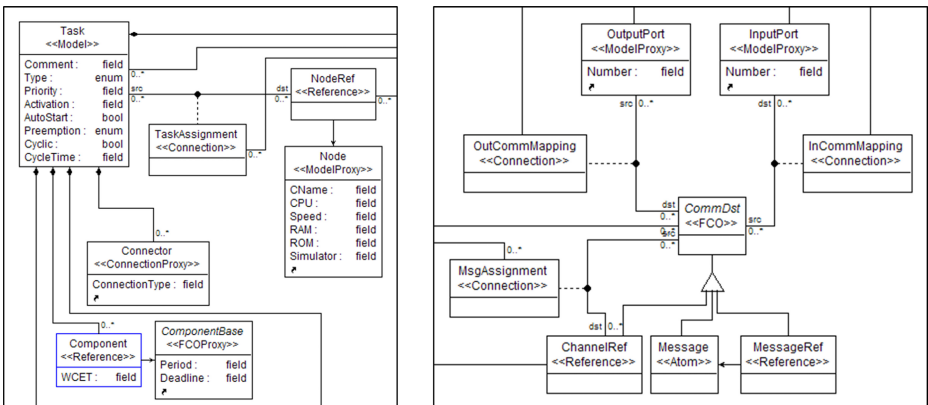 Task
<<Model>>
Comment : field
Type : enum
Priority : field
Activation : field
AutoStart : bool
Preemption : enum
Cyclic : bool
CycleTime : field
0..*
src
0..*
dst
0..*
NodeRef
<<Reference>>
0..*
TaskAssignment
<<Connection>>
0..*
Node
<<ModelProxy>>
CName : field
CPU : field
Speed : field
RAM : field
ROM : field
Simulator : field
0..*
Connector
<<ConnectionProxy>>
ConnectionType : field
0..*
Component
<<Reference>>
WCET : field
ComponentBase
<<FCOProxy>>
Period : field
Deadline : field
OutputPort
<<ModelProxy>>
Number : field
src 0..*
InputPort
<<ModelProxy>>
Number : field
dst 0..*
OutCommMapping
<<Connection>>
InCommMapping
<<Connection>>
dst
0..*
CommDst
<<FCO>>
src
0..*
0..*
src
0..*
0..*
MsgAssignment
<<Connection>>
dst 0..*
ChannelRef
<<Reference>>
Message
<<Atom>>
MessageRef
<<Reference>>